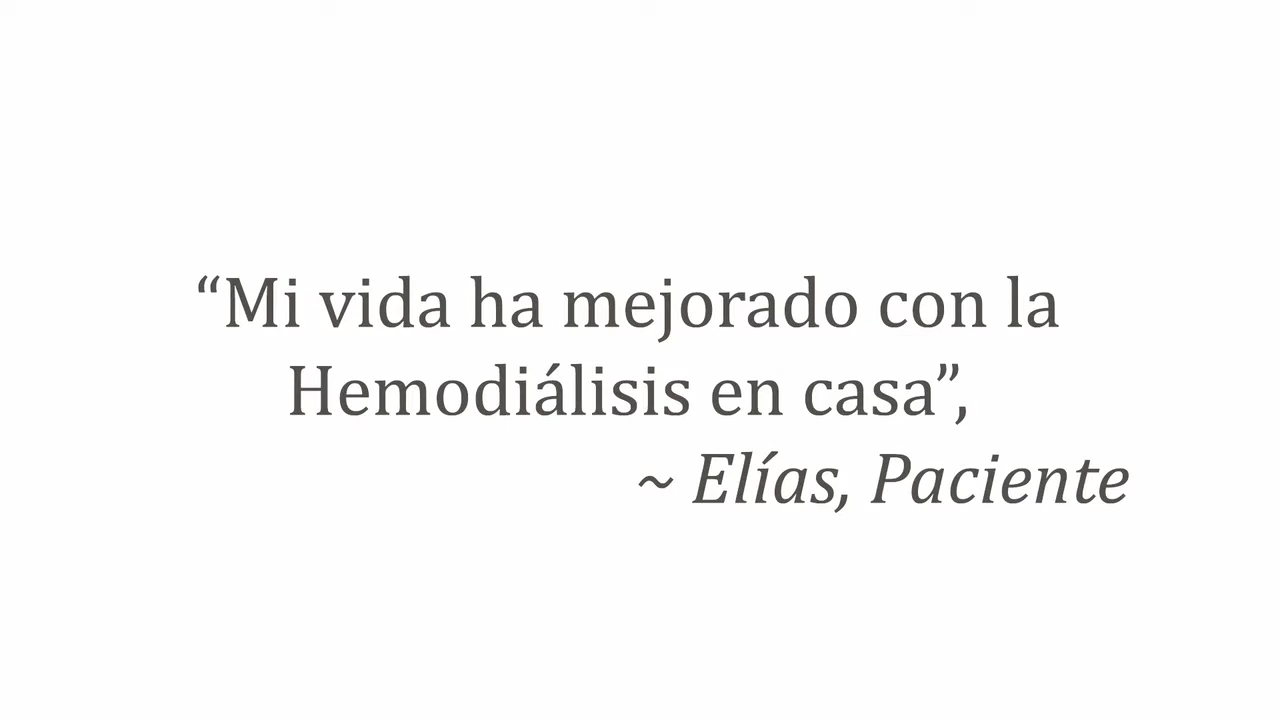 “Mi vida ha mejorado con la
Hemodiálisis en casa”,
~ Elías, Paciente